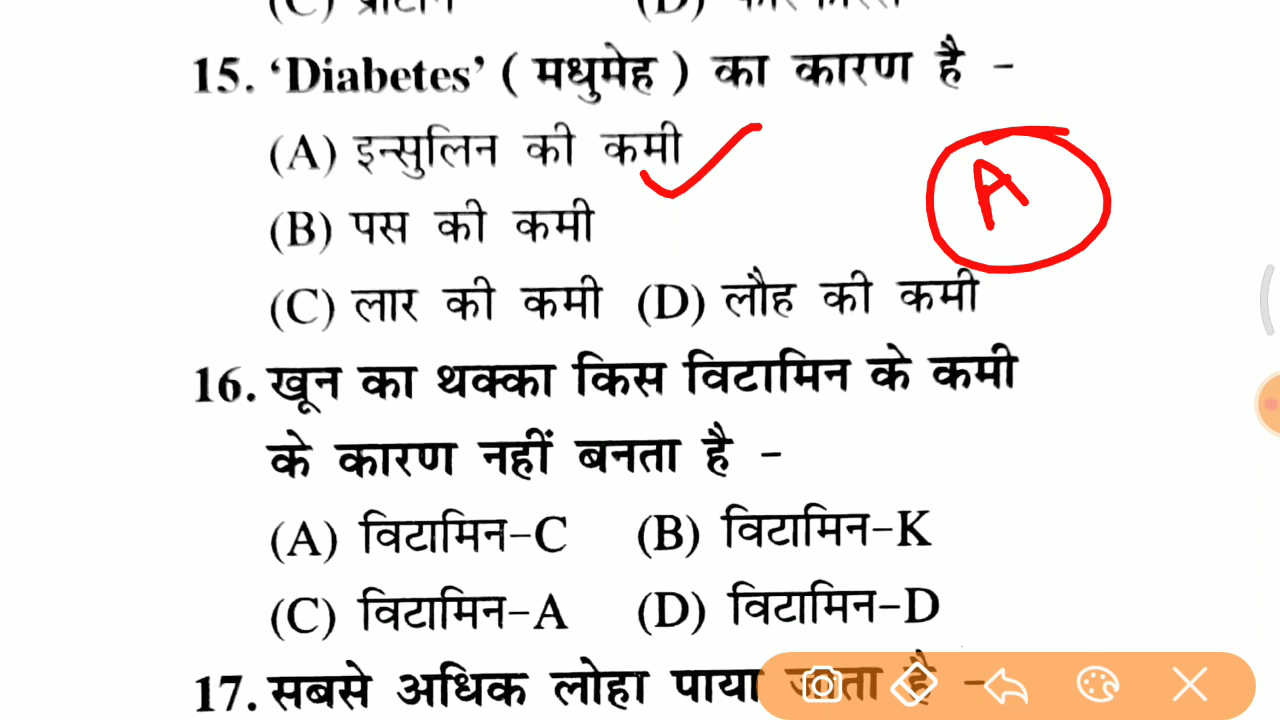 15. ‘Diabetes’ ( मधुमेह ) का कारण है -
(A) इन्सुलिन की कमी
A
(B) पस की कमी
(C) लार की कमी (D) लौह की कमी
16. खून का थक्का किस विटामिन के कमी
के कारण नहीं बनता है -
(A) विटामिन-C (B) विटामिन-K
(C) विटामिन-A (D) विटामिन-D
17. सबसे अधिक लोहा पाया जाता है -